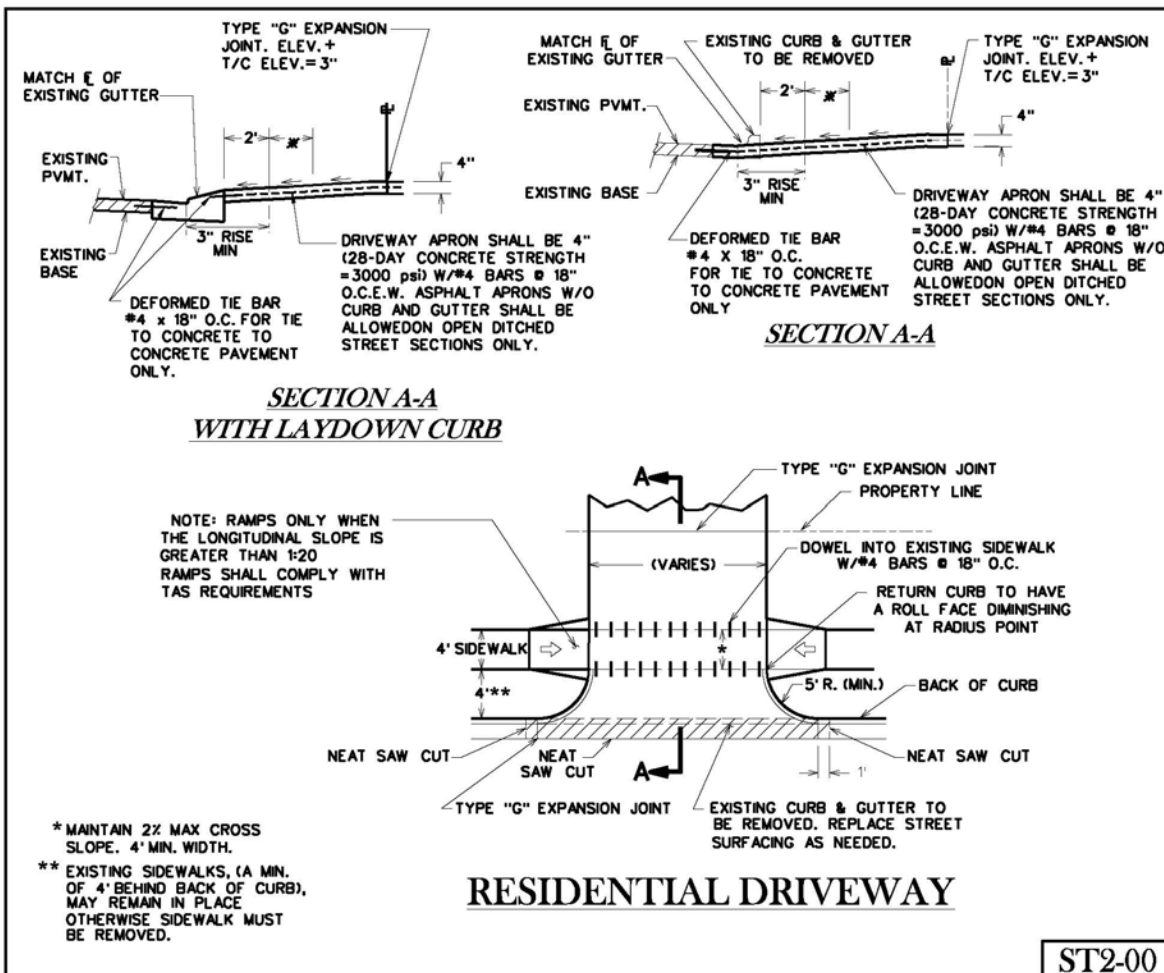 TYPE "G" EXPANSION
JOINT. ELEV.+
T/C ELEV.= 3"
MATCH FL OF
EXISTING GUTTER
PL
2'
*
4"
EXISTING
PVMT.
EXISTING
BASE
3" RISE
MIN
DRIVEWAY APRON SHALL BE 4"
(28-DAY CONCRETE STRENGTH
=3000 psi) W/#4 BARS @ 18"
O.C.E.W. ASPHALT APRONS W/O
CURB AND GUTTER SHALL BE
ALLOWEDON OPEN DITCHED
STREET SECTIONS ONLY.
DEFORMED TIE BAR
#4 x 18" O.C. FOR TIE
TO CONCRETE TO
CONCRETE PAVEMENT
ONLY.
SECTION A-A
WITH LAYDOWN CURB
MATCH FL OF
EXISTING GUTTER
EXISTING CURB & GUTTER
TO BE REMOVED
PL
TYPE "G" EXPANSION
JOINT. ELEV.+
T/C ELEV.= 3"
EXISTING PVMT.
2'
*
4"
EXISTING BASE
3" RISE
MIN
DEFORMED TIE BAR
#4 X 18" O.C.
FOR TIE TO CONCRETE
TO CONCRETE PAVEMENT
ONLY
DRIVEWAY APRON SHALL BE 4"
(28-DAY CONCRETE STRENGTH
=3000 psi) W/#4 BARS @ 18"
O.C.E.W. ASPHALT APRONS W/O
CURB AND GUTTER SHALL BE
ALLOWEDON OPEN DITCHED
STREET SECTIONS ONLY.
SECTION A-A
A
TYPE "G" EXPANSION JOINT
PROPERTY LINE
NOTE: RAMPS ONLY WHEN
THE LONGITUDINAL SLOPE IS
GREATER THAN 1:20
RAMPS SHALL COMPLY WITH
TAS REQUIREMENTS
(VARIES)
DOWEL INTO EXISTING SIDEWALK
W/#4 BARS @ 18" O.C.
RETURN CURB TO HAVE
A ROLL FACE DIMINISHING
AT RADIUS POINT
4' SIDEWALK
*
4'**
5' R. (MIN.)
BACK OF CURB
NEAT SAW CUT
NEAT
SAW CUT
A
NEAT SAW CUT
1'
TYPE "G" EXPANSION JOINT
EXISTING CURB & GUTTER TO
BE REMOVED. REPLACE STREET
SURFACING AS NEEDED.
* MAINTAIN 2% MAX CROSS
SLOPE. 4' MIN. WIDTH.
** EXISTING SIDEWALKS, (A MIN.
OF 4' BEHIND BACK OF CURB),
MAY REMAIN IN PLACE
OTHERWISE SIDEWALK MUST
BE REMOVED.
RESIDENTIAL DRIVEWAY
ST2-00